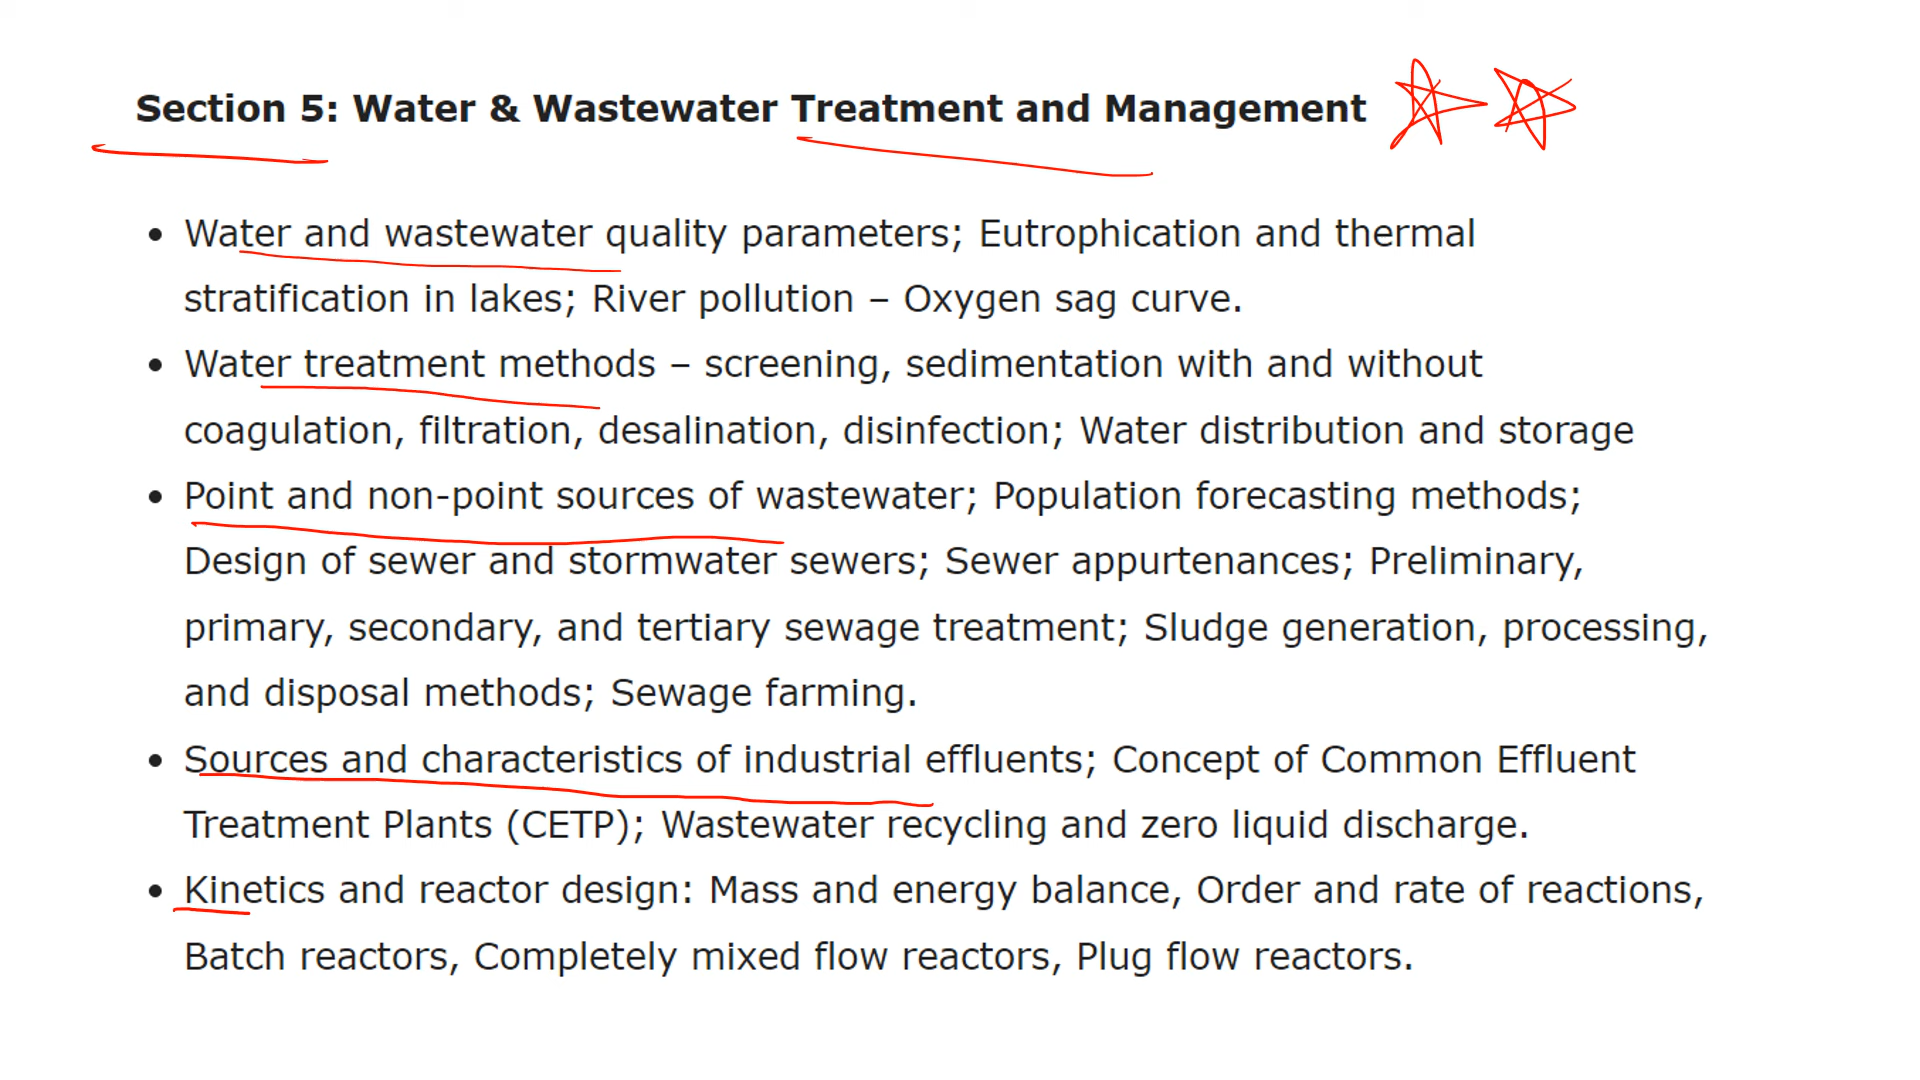 Section 5: Water & Wastewater Treatment and Management
• Water and wastewater quality parameters; Eutrophication and thermal
stratification in lakes; River pollution – Oxygen sag curve.
• Water treatment methods – screening, sedimentation with and without
coagulation, filtration, desalination, disinfection; Water distribution and storage
• Point and non-point sources of wastewater; Population forecasting methods;
Design of sewer and stormwater sewers; Sewer appurtenances; Preliminary,
primary, secondary, and tertiary sewage treatment; Sludge generation, processing,
and disposal methods; Sewage farming.
• Sources and characteristics of industrial effluents; Concept of Common Effluent
Treatment Plants (CETP); Wastewater recycling and zero liquid discharge.
• Kinetics and reactor design: Mass and energy balance, Order and rate of reactions,
Batch reactors, Completely mixed flow reactors, Plug flow reactors.